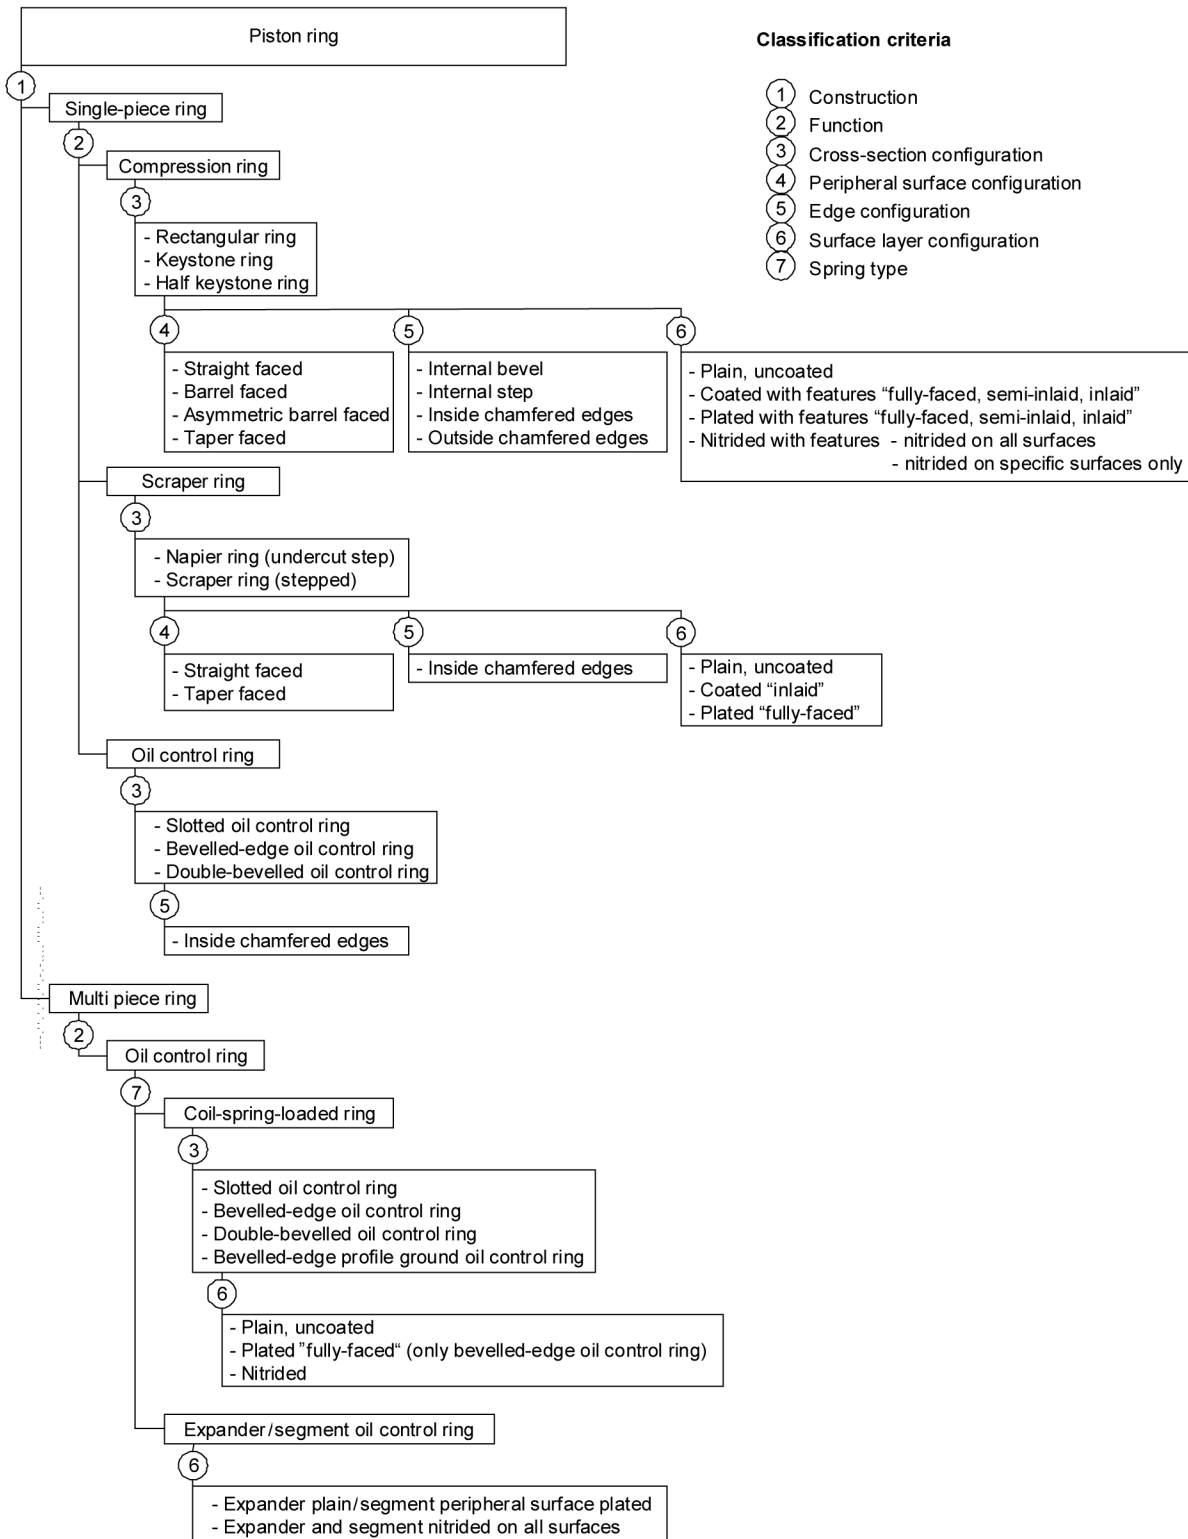 Piston ring
Classification criteria
1 Construction
2 Function
3 Cross-section configuration
4 Peripheral surface configuration
5 Edge configuration
6 Surface layer configuration
7 Spring type
1
Single-piece ring
2
Compression ring
3
- Rectangular ring
- Keystone ring
- Half keystone ring
4
- Straight faced
- Barrel faced
- Asymmetric barrel faced
- Taper faced
5
- Internal bevel
- Internal step
- Inside chamfered edges
- Outside chamfered edges
6
- Plain, uncoated
- Coated with features “fully-faced, semi-inlaid, inlaid”
- Plated with features “fully-faced, semi-inlaid, inlaid”
- Nitrided with features - nitrided on all surfaces
- nitrided on specific surfaces only
Scraper ring
3
- Napier ring (undercut step)
- Scraper ring (stepped)
4
- Straight faced
- Taper faced
5
- Inside chamfered edges
6
- Plain, uncoated
- Coated “inlaid”
- Plated “fully-faced”
Oil control ring
3
- Slotted oil control ring
- Bevelled-edge oil control ring
- Double-bevelled oil control ring
5
- Inside chamfered edges
Multi piece ring
2
Oil control ring
7
Coil-spring-loaded ring
3
- Slotted oil control ring
- Bevelled-edge oil control ring
- Double-bevelled oil control ring
- Bevelled-edge profile ground oil control ring
6
- Plain, uncoated
- Plated ”fully-faced“ (only bevelled-edge oil control ring)
- Nitrided
Expander/segment oil control ring
6
- Expander plain/segment peripheral surface plated
- Expander and segment nitrided on all surfaces